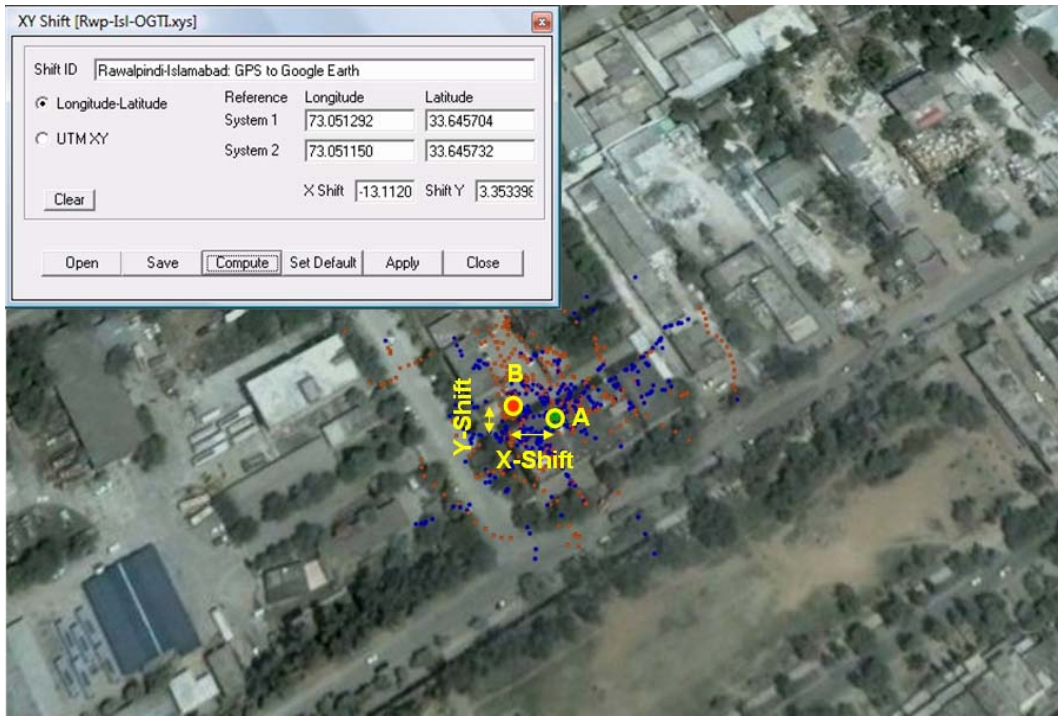 XY Shift [Rwp-Isl-OGTI.xys]
Shift ID Rawalpindi-Islamabad: GPS to Google Earth
Longitude-Latitude
UTM XY
Reference Longitude Latitude
System 1 73.051292 33.645704
System 2 73.051150 33.645732
X Shift -13.1120 Shift Y 3.353398
Clear
Open Save Compute Set Default Apply Close
B
A
Y-Shift
X-Shift